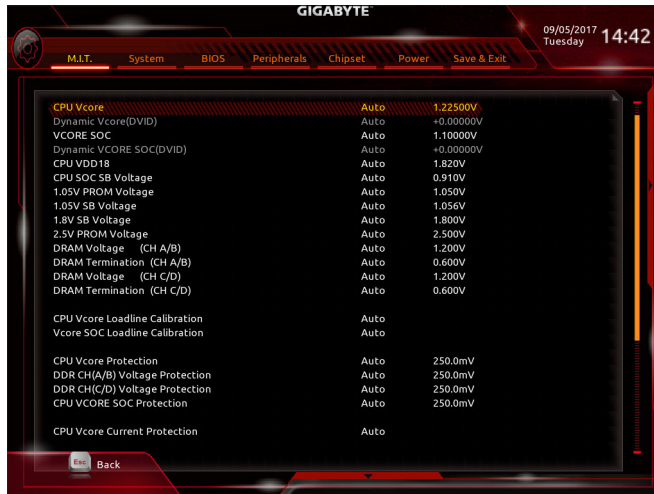 GIGABYTE™
09/05/2017 14:42
Tuesday
M.I.T. System BIOS Peripherals Chipset Power Save & Exit
CPU Vcore Auto 1.22500V
Dynamic Vcore(DVID) Auto +0.00000V
VCORE SOC Auto 1.10000V
Dynamic VCORE SOC(DVID) Auto +0.00000V
CPU VDD18 Auto 1.820V
CPU SOC SB Voltage Auto 0.910V
1.05V PROM Voltage Auto 1.050V
1.05V SB Voltage Auto 1.056V
1.8V SB Voltage Auto 1.800V
2.5V PROM Voltage Auto 2.500V
DRAM Voltage (CH A/B) Auto 1.200V
DRAM Termination (CH A/B) Auto 0.600V
DRAM Voltage (CH C/D) Auto 1.200V
DRAM Termination (CH C/D) Auto 0.600V
CPU Vcore Loadline Calibration Auto
Vcore SOC Loadline Calibration Auto
CPU Vcore Protection Auto 250.0mV
DDR CH(A/B) Voltage Protection Auto 250.0mV
DDR CH(C/D) Voltage Protection Auto 250.0mV
CPU VCORE SOC Protection Auto 250.0mV
CPU Vcore Current Protection Auto
Esc Back